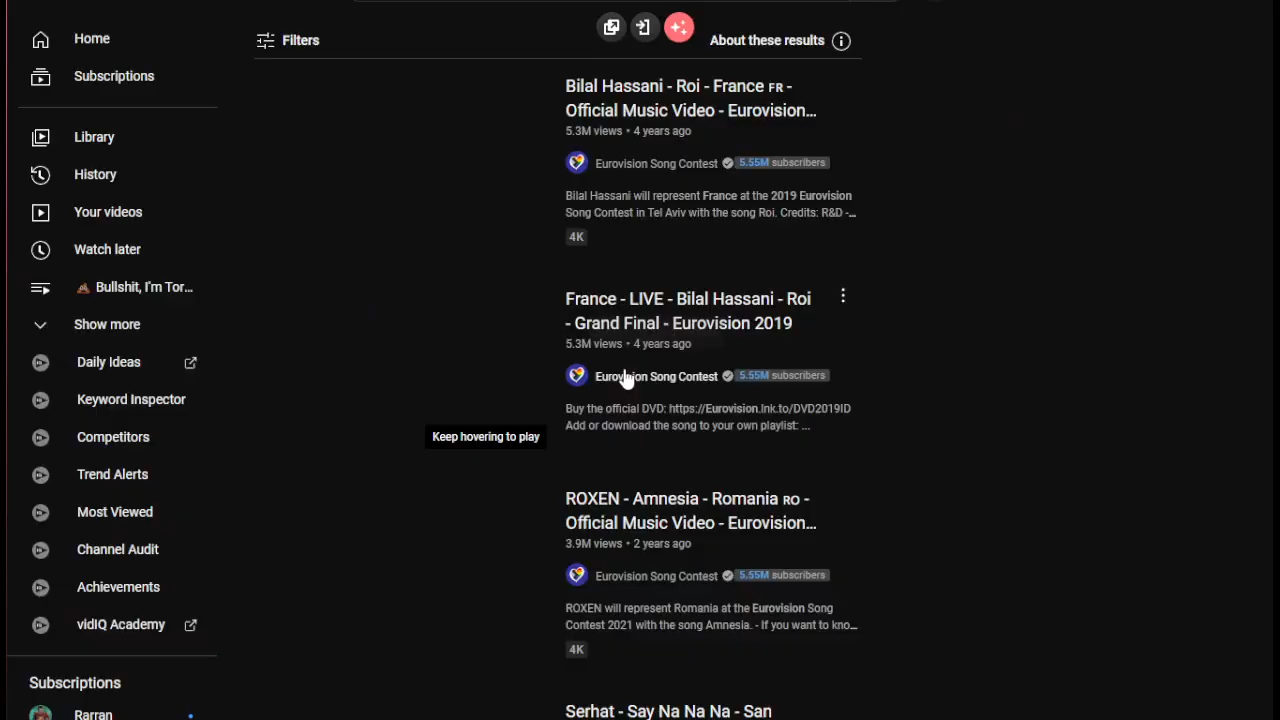 Home
Subscriptions
Library
History
Your videos
Watch later
💩 Bullshit, I'm Tor...
Show more
Daily Ideas
Keyword Inspector
Competitors
Trend Alerts
Most Viewed
Channel Audit
Achievements
vidIQ Academy
Subscriptions
Rarran
Filters
About these results
Bilal Hassani - Roi - France FR -
Official Music Video - Eurovision...
5.3M views • 4 years ago
Eurovision Song Contest 5.55M subscribers
Bilal Hassani will represent France at the 2019 Eurovision
Song Contest in Tel Aviv with the song Roi. Credits: R&D -...
4K
France - LIVE - Bilal Hassani - Roi
- Grand Final - Eurovision 2019
5.3M views • 4 years ago
Eurovision Song Contest 5.55M subscribers
Buy the official DVD: https://Eurovision.lnk.to/DVD2019ID
Add or download the song to your own playlist: ...
Keep hovering to play
ROXEN - Amnesia - Romania RO -
Official Music Video - Eurovision...
3.9M views • 2 years ago
Eurovision Song Contest 5.55M subscribers
ROXEN will represent Romania at the Eurovision Song
Contest 2021 with the song Amnesia. - If you want to kno...
4K
Serhat - Say Na Na Na - San